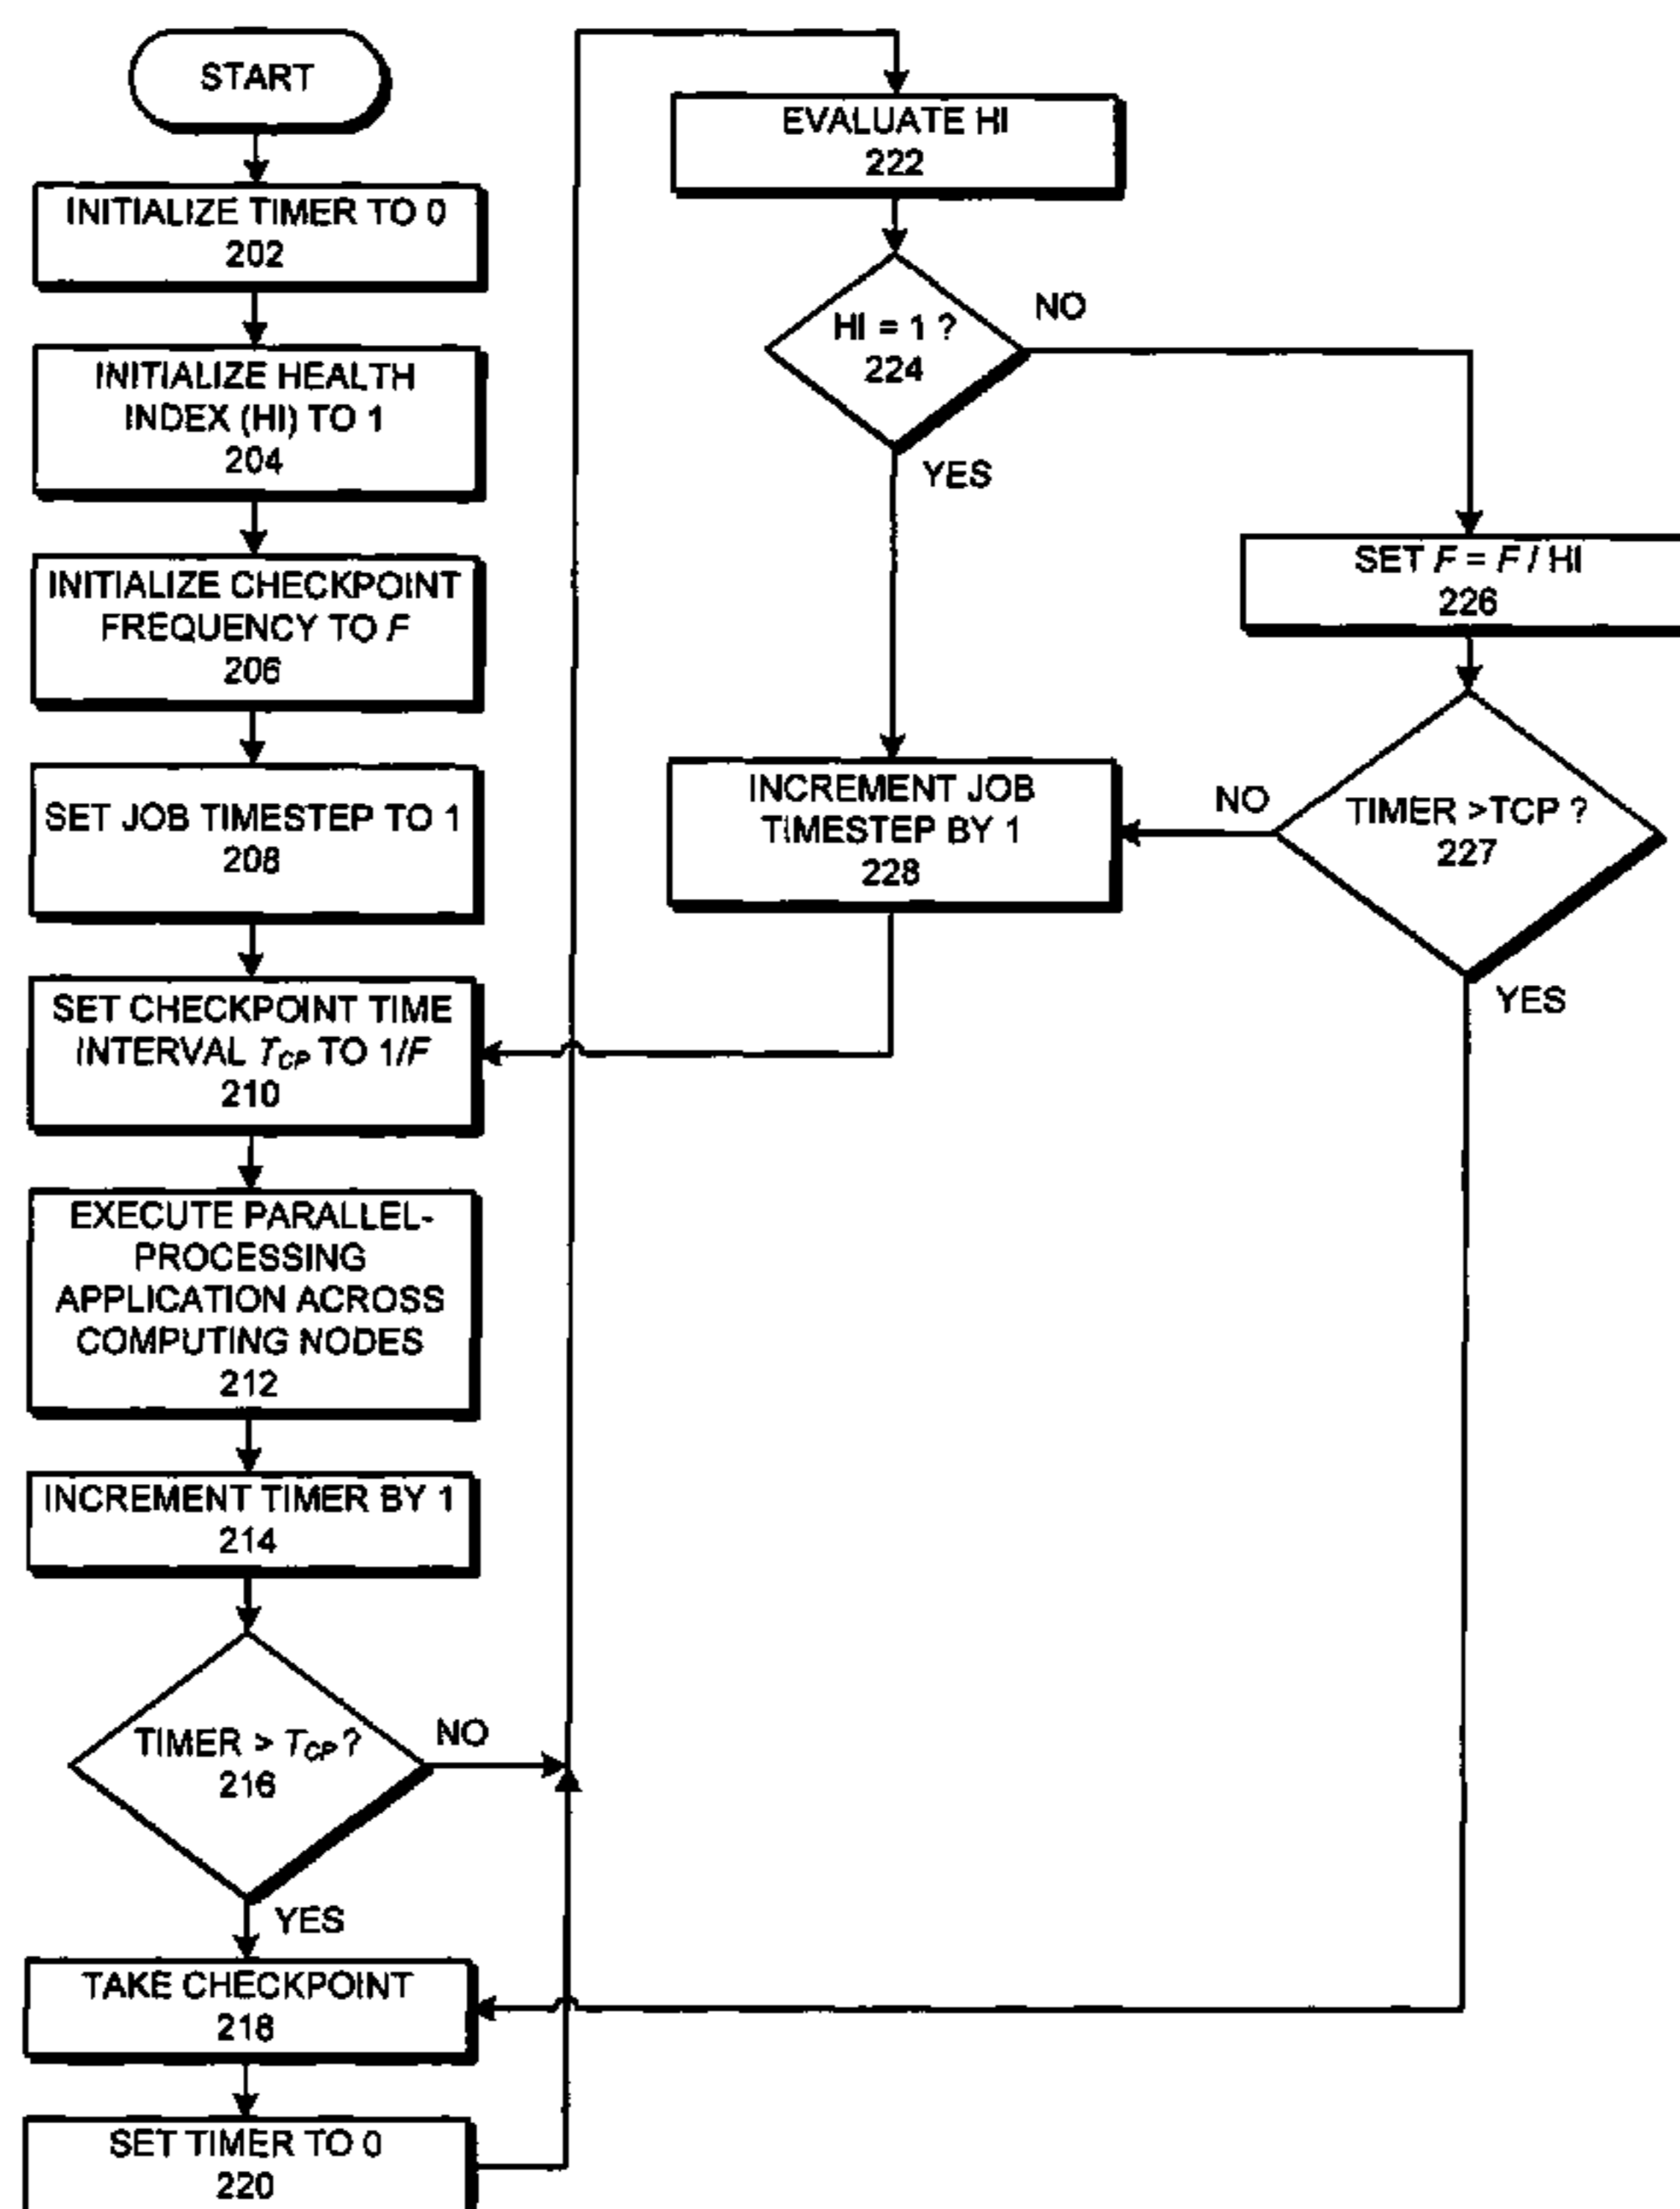 START
INITIALIZE TIMER TO 0
202
INITIALIZE HEALTH
INDEX (HI) TO 1
204
INITIALIZE CHECKPOINT
FREQUENCY TO F
206
SET JOB TIMESTEP TO 1
208
SET CHECKPOINT TIME
INTERVAL TCP TO 1/F
210
EXECUTE PARALLEL-
PROCESSING
APPLICATION ACROSS
COMPUTING NODES
212
INCREMENT TIMER BY 1
214
TIMER > TCP ?
216
NO
YES
TAKE CHECKPOINT
218
SET TIMER TO 0
220
EVALUATE HI
222
HI = 1 ?
224
NO
YES
SET F = F / HI
226
TIMER >TCP ?
227
NO
YES
INCREMENT JOB
TIMESTEP BY 1
228